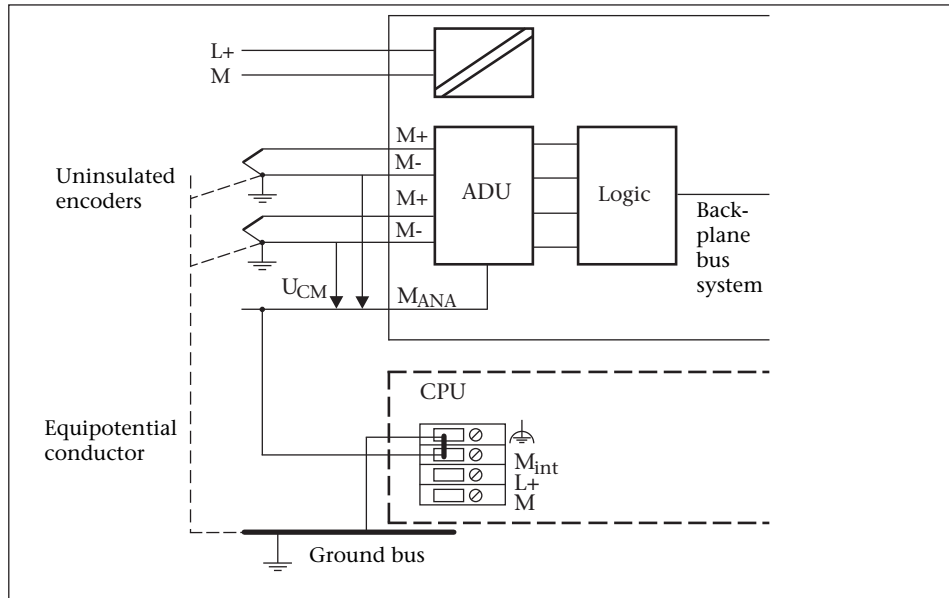 L+
M
M+
M-
M+
M-
ADU
Logic
Back-
plane
bus
system
Uninsulated
encoders
UCM
MANA
Equipotential
conductor
CPU
Mint
L+
M
Ground bus